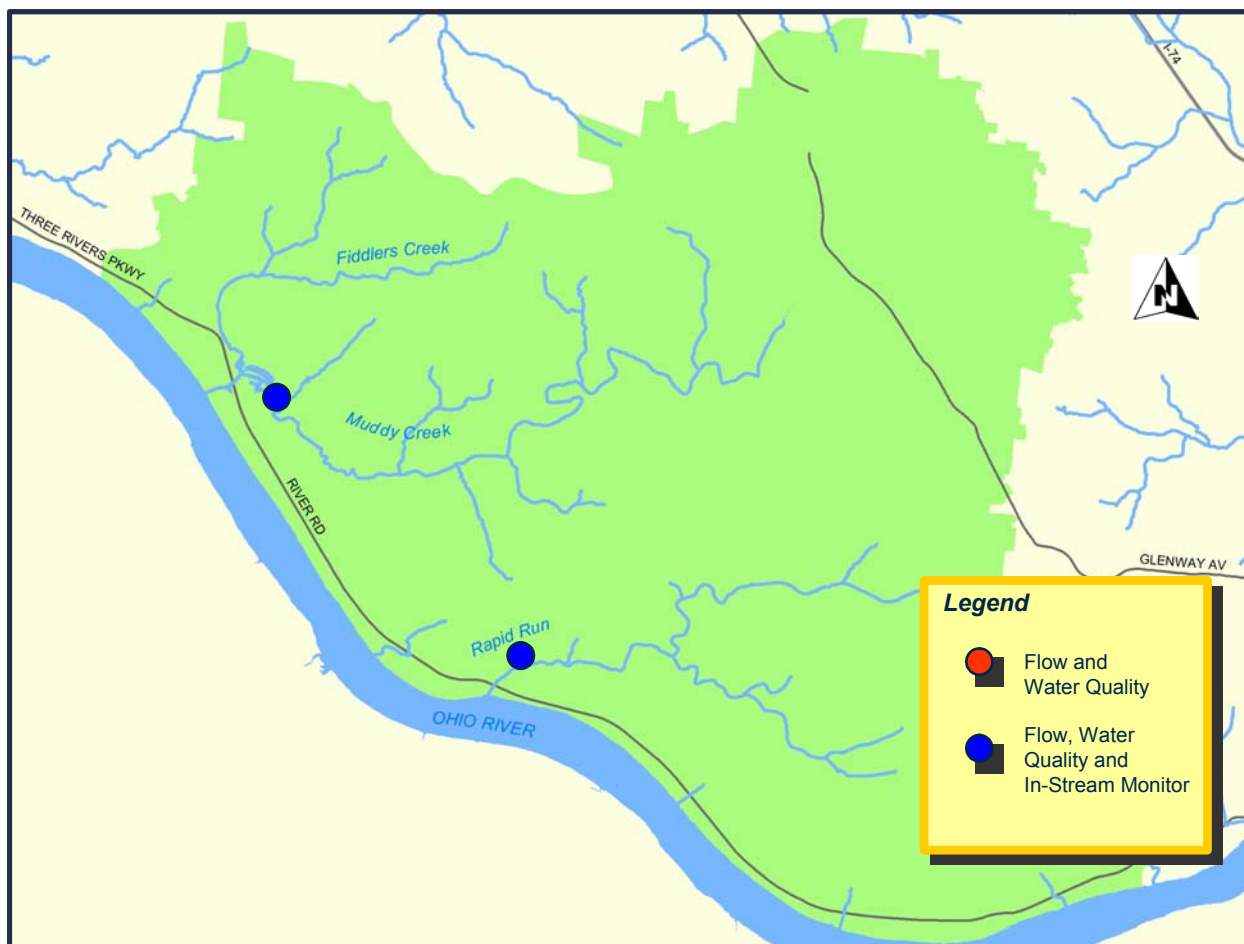 I-74
THREE RIVERS PKWY
Fiddlers Creek
N
Muddy Creek
RIVER RD
GLENWAY AV
Rapid Run
OHIO RIVER
Legend
Flow and
Water Quality
Flow, Water
Quality and
In-Stream Monitor